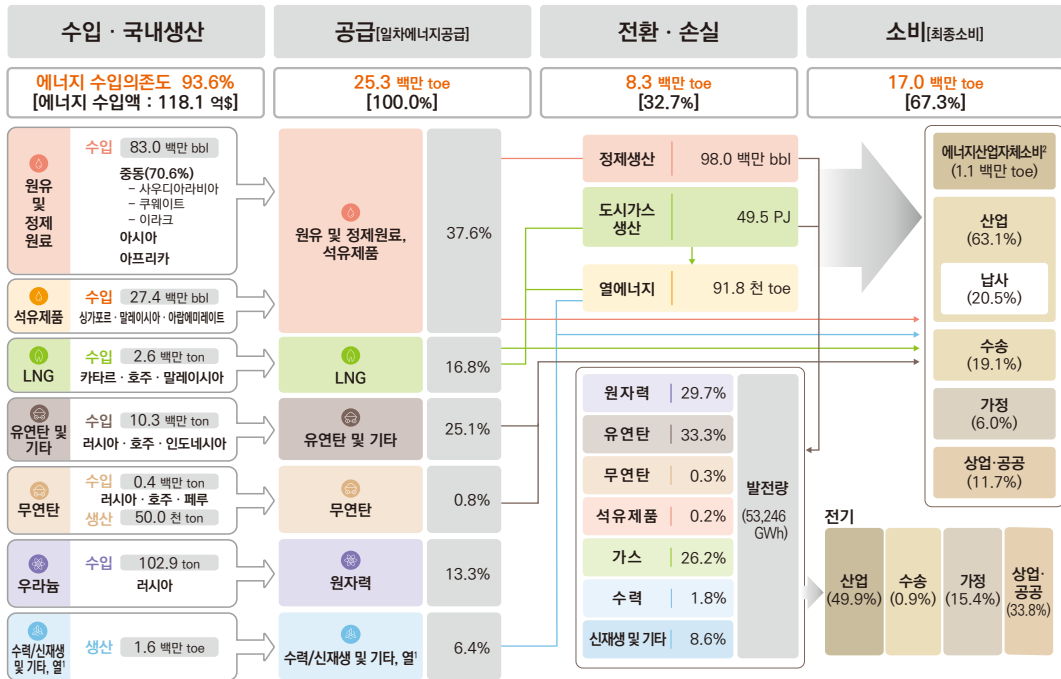 수입 · 국내생산
에너지 수입의존도 93.6%
[에너지 수입액 : 118.1 억$]
원유
및
정제
원료
수입 83.0 백만 bbl
중동(70.6%)
– 사우디아라비아
– 쿠웨이트
– 이라크
아시아
아프리카
석유제품
수입 27.4 백만 bbl
싱가포르 · 말레이시아 · 아랍에미레이트
LNG
수입 2.6 백만 ton
카타르 · 호주 · 말레이시아
유연탄 및
기타
수입 10.3 백만 ton
러시아 · 호주 · 인도네시아
무연탄
수입 0.4 백만 ton
러시아 · 호주 · 페루
생산 50.0 천 ton
우라늄
수입 102.9 ton
러시아
수력/신재생
및 기타, 열¹
생산 1.6 백만 toe
공급[일차에너지공급]
25.3 백만 toe
[100.0%]
원유 및 정제원료,
석유제품
37.6%
LNG
16.8%
유연탄 및 기타
25.1%
무연탄
0.8%
원자력
13.3%
수력/신재생 및 기타, 열¹
6.4%
전환 · 손실
8.3 백만 toe
[32.7%]
정제생산 98.0 백만 bbl
도시가스
생산
49.5 PJ
열에너지 91.8 천 toe
원자력 29.7%
유연탄 33.3%
무연탄 0.3%
석유제품 0.2%
가스 26.2%
수력 1.8%
신재생 및 기타 8.6%
발전량
(53,246
GWh)
소비[최종소비]
17.0 백만 toe
[67.3%]
에너지산업자체소비²
(1.1 백만 toe)
산업
(63.1%)
납사
(20.5%)
수송
(19.1%)
가정
(6.0%)
상업·공공
(11.7%)
전기
산업
(49.9%)
수송
(0.9%)
가정
(15.4%)
상업·
공공
(33.8%)